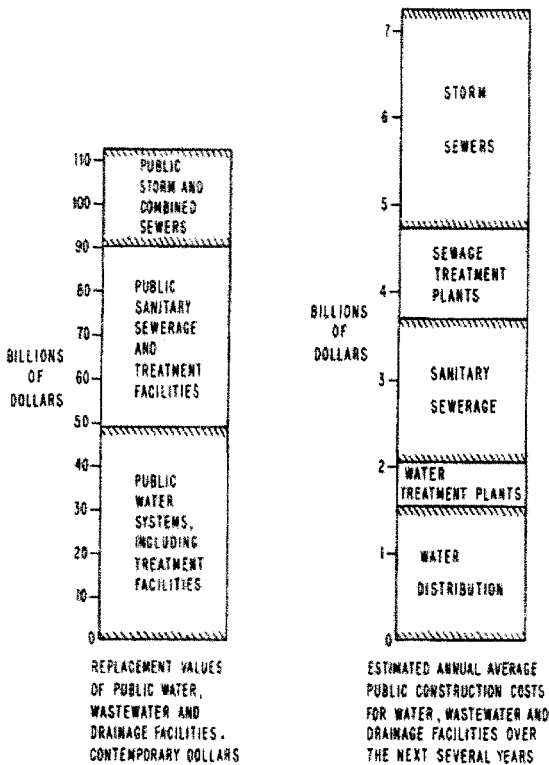 110
100
90
80
70
60
50
40
30
20
10
0
BILLIONS
OF
DOLLARS
PUBLIC
STORM AND
COMBINED
SEWERS
PUBLIC
SANITARY
SEWERAGE
AND
TREATMENT
FACILITIES
PUBLIC
WATER
SYSTEMS,
INCLUDING
TREATMENT
FACILITIES
REPLACEMENT VALUES
OF PUBLIC WATER,
WASTEWATER AND
DRAINAGE FACILITIES.
CONTEMPORARY DOLLARS
7
6
5
4
3
2
1
0
BILLIONS
OF
DOLLARS
STORM
SEWERS
SEWAGE
TREATMENT
PLANTS
SANITARY
SEWERAGE
WATER
TREATMENT PLANTS
WATER
DISTRIBUTION
ESTIMATED ANNUAL AVERAGE
PUBLIC CONSTRUCTION COSTS
FOR WATER, WASTEWATER AND
DRAINAGE FACILITIES OVER
THE NEXT SEVERAL YEARS